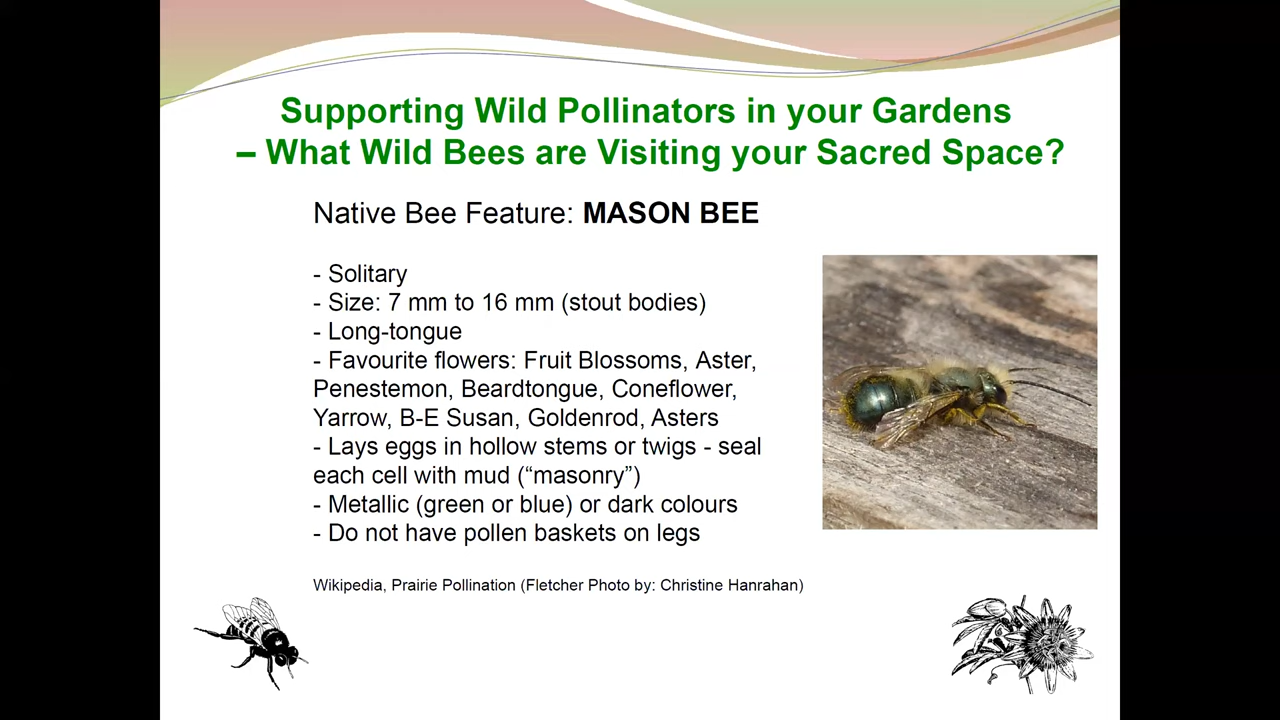 Supporting Wild Pollinators in your Gardens
– What Wild Bees are Visiting your Sacred Space?
Native Bee Feature: MASON BEE
- Solitary
- Size: 7 mm to 16 mm (stout bodies)
- Long-tongue
- Favourite flowers: Fruit Blossoms, Aster,
Penestemon, Beardtongue, Coneflower,
Yarrow, B-E Susan, Goldenrod, Asters
- Lays eggs in hollow stems or twigs - seal
each cell with mud (“masonry”)
- Metallic (green or blue) or dark colours
- Do not have pollen baskets on legs
Wikipedia, Prairie Pollination (Fletcher Photo by: Christine Hanrahan)